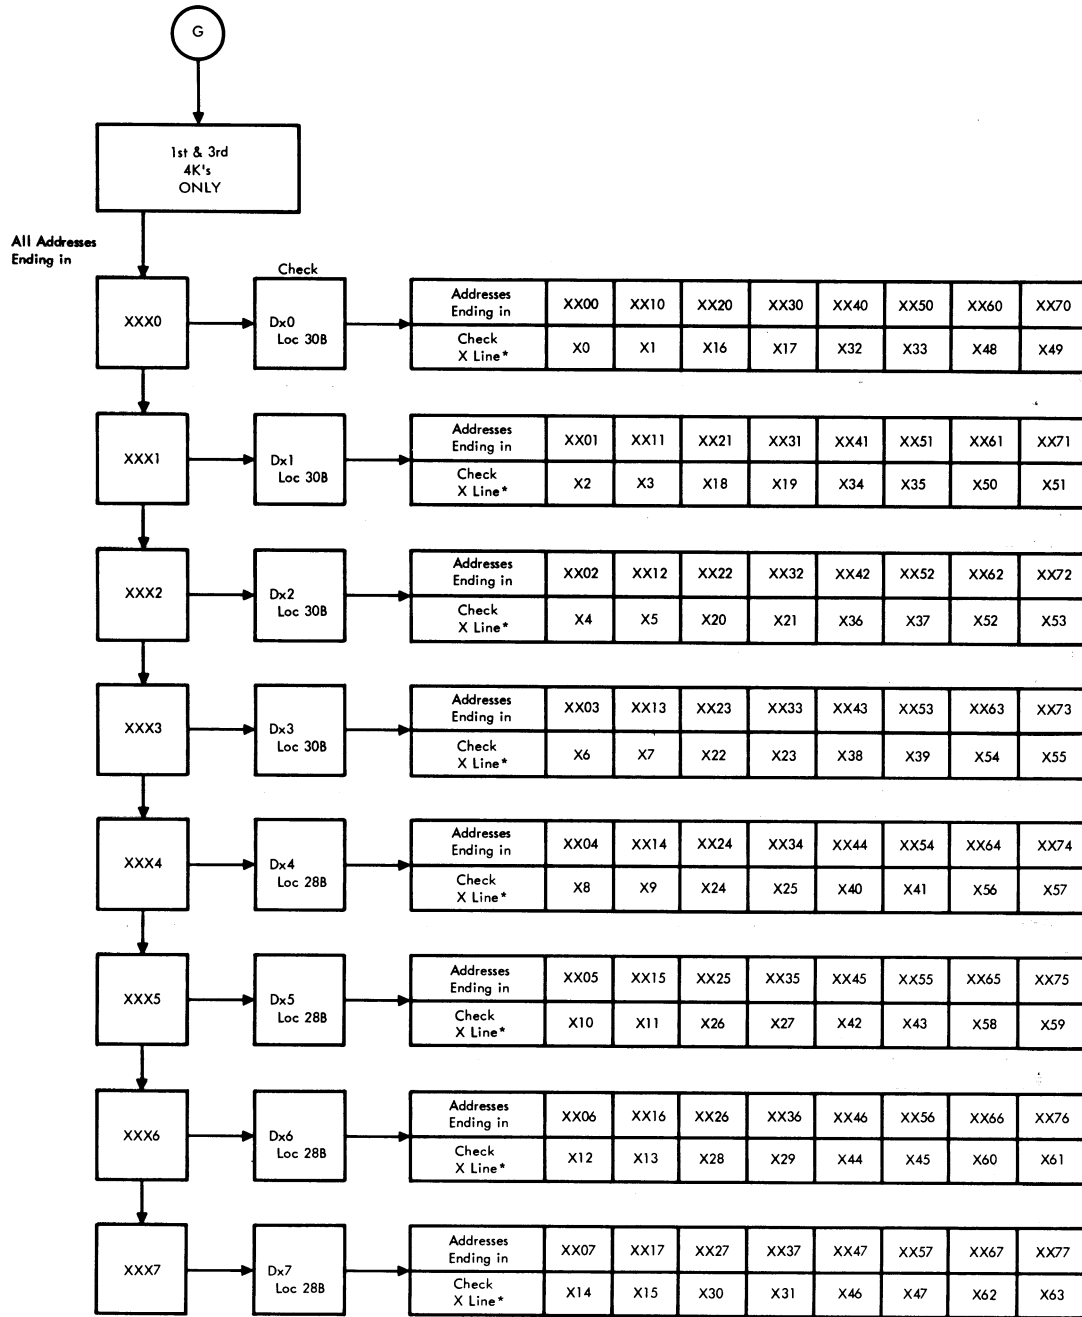 G
1st & 3rd
4K's
ONLY
All Addresses
Ending in
Check
XXX0
Dx0
Loc 30B
Addresses
Ending in
XX00 XX10 XX20 XX30 XX40 XX50 XX60 XX70
Check
X Line*
X0 X1 X16 X17 X32 X33 X48 X49
XXX1
Dx1
Loc 30B
Addresses
Ending in
XX01 XX11 XX21 XX31 XX41 XX51 XX61 XX71
Check
X Line*
X2 X3 X18 X19 X34 X35 X50 X51
XXX2
Dx2
Loc 30B
Addresses
Ending in
XX02 XX12 XX22 XX32 XX42 XX52 XX62 XX72
Check
X Line*
X4 X5 X20 X21 X36 X37 X52 X53
XXX3
Dx3
Loc 30B
Addresses
Ending in
XX03 XX13 XX23 XX33 XX43 XX53 XX63 XX73
Check
X Line*
X6 X7 X22 X23 X38 X39 X54 X55
XXX4
Dx4
Loc 28B
Addresses
Ending in
XX04 XX14 XX24 XX34 XX44 XX54 XX64 XX74
Check
X Line*
X8 X9 X24 X25 X40 X41 X56 X57
XXX5
Dx5
Loc 28B
Addresses
Ending in
XX05 XX15 XX25 XX35 XX45 XX55 XX65 XX75
Check
X Line*
X10 X11 X26 X27 X42 X43 X58 X59
XXX6
Dx6
Loc 28B
Addresses
Ending in
XX06 XX16 XX26 XX36 XX46 XX56 XX66 XX76
Check
X Line*
X12 X13 X28 X29 X44 X45 X60 X61
XXX7
Dx7
Loc 28B
Addresses
Ending in
XX07 XX17 XX27 XX37 XX47 XX57 XX67 XX77
Check
X Line*
X14 X15 X30 X31 X46 X47 X62 X63